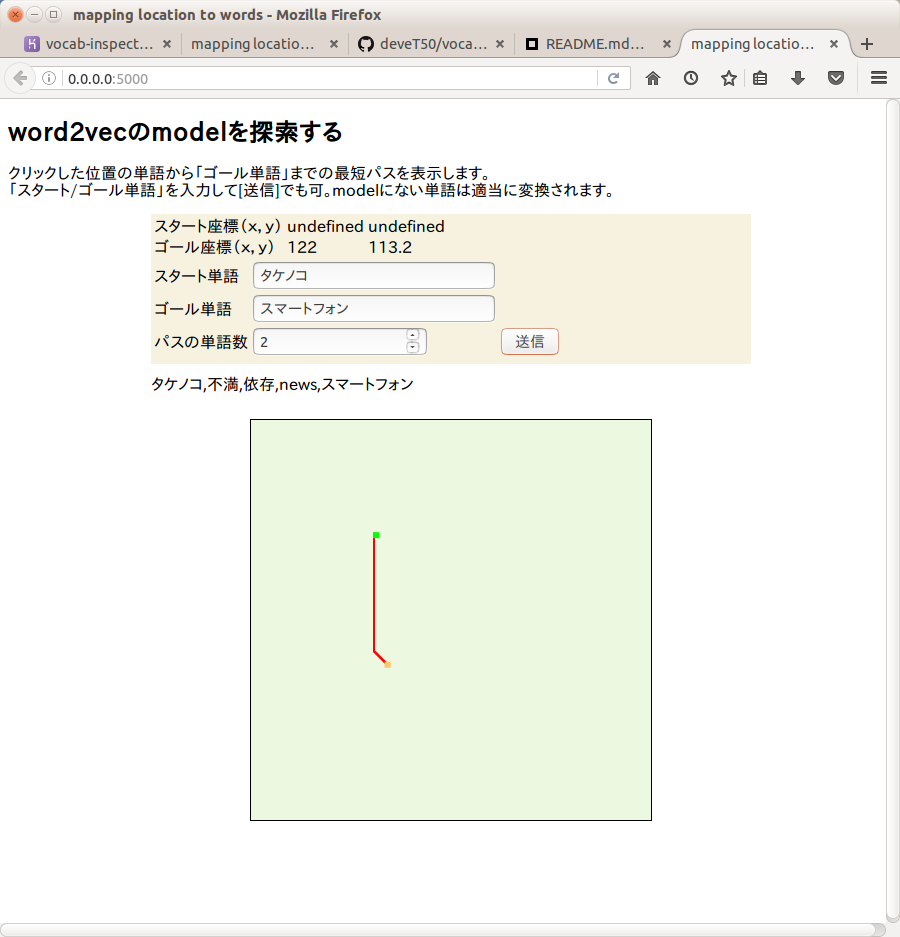 mapping location to words - Mozilla Firefox
vocab-inspect... mapping locatio... deveT50/voca... README.md... mapping locatio...
0.0.0.0:5000
word2vecのmodelを探索する
クリックした位置の単語から「ゴール単語」までの最短パスを表示します。
「スタート/ゴール単語」を入力して[送信]でも可。modelにない単語は適当に変換されます。
スタート座標(x, y) undefined undefined
ゴール座標(x, y) 122 113.2
スタート単語 タケノコ
ゴール単語 スマートフォン
パスの単語数 2 送信
タケノコ,不満,依存,news,スマートフォン